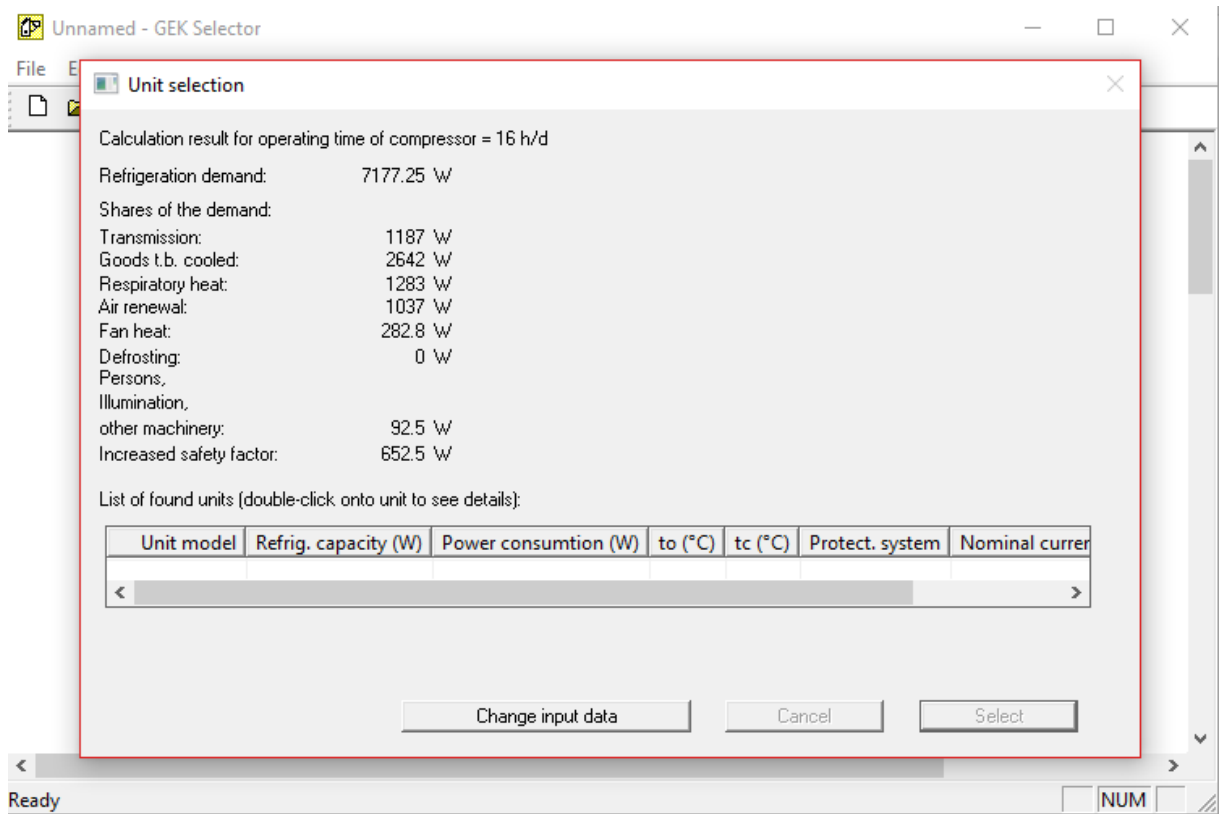 Unnamed - GEK Selector
File E
Unit selection
Calculation result for operating time of compressor = 16 h/d
Refrigeration demand: 7177.25 W
Shares of the demand:
Transmission: 1187 W
Goods t.b. cooled: 2642 W
Respiratory heat: 1283 W
Air renewal: 1037 W
Fan heat: 282.8 W
Defrosting: 0 W
Persons,
Illumination,
other machinery: 92.5 W
Increased safety factor: 652.5 W
List of found units (double-click onto unit to see details):
Unit model Refrig. capacity (W) Power consumtion (W) to (°C) tc (°C) Protect. system Nominal currer
Change input data Cancel Select
Ready NUM